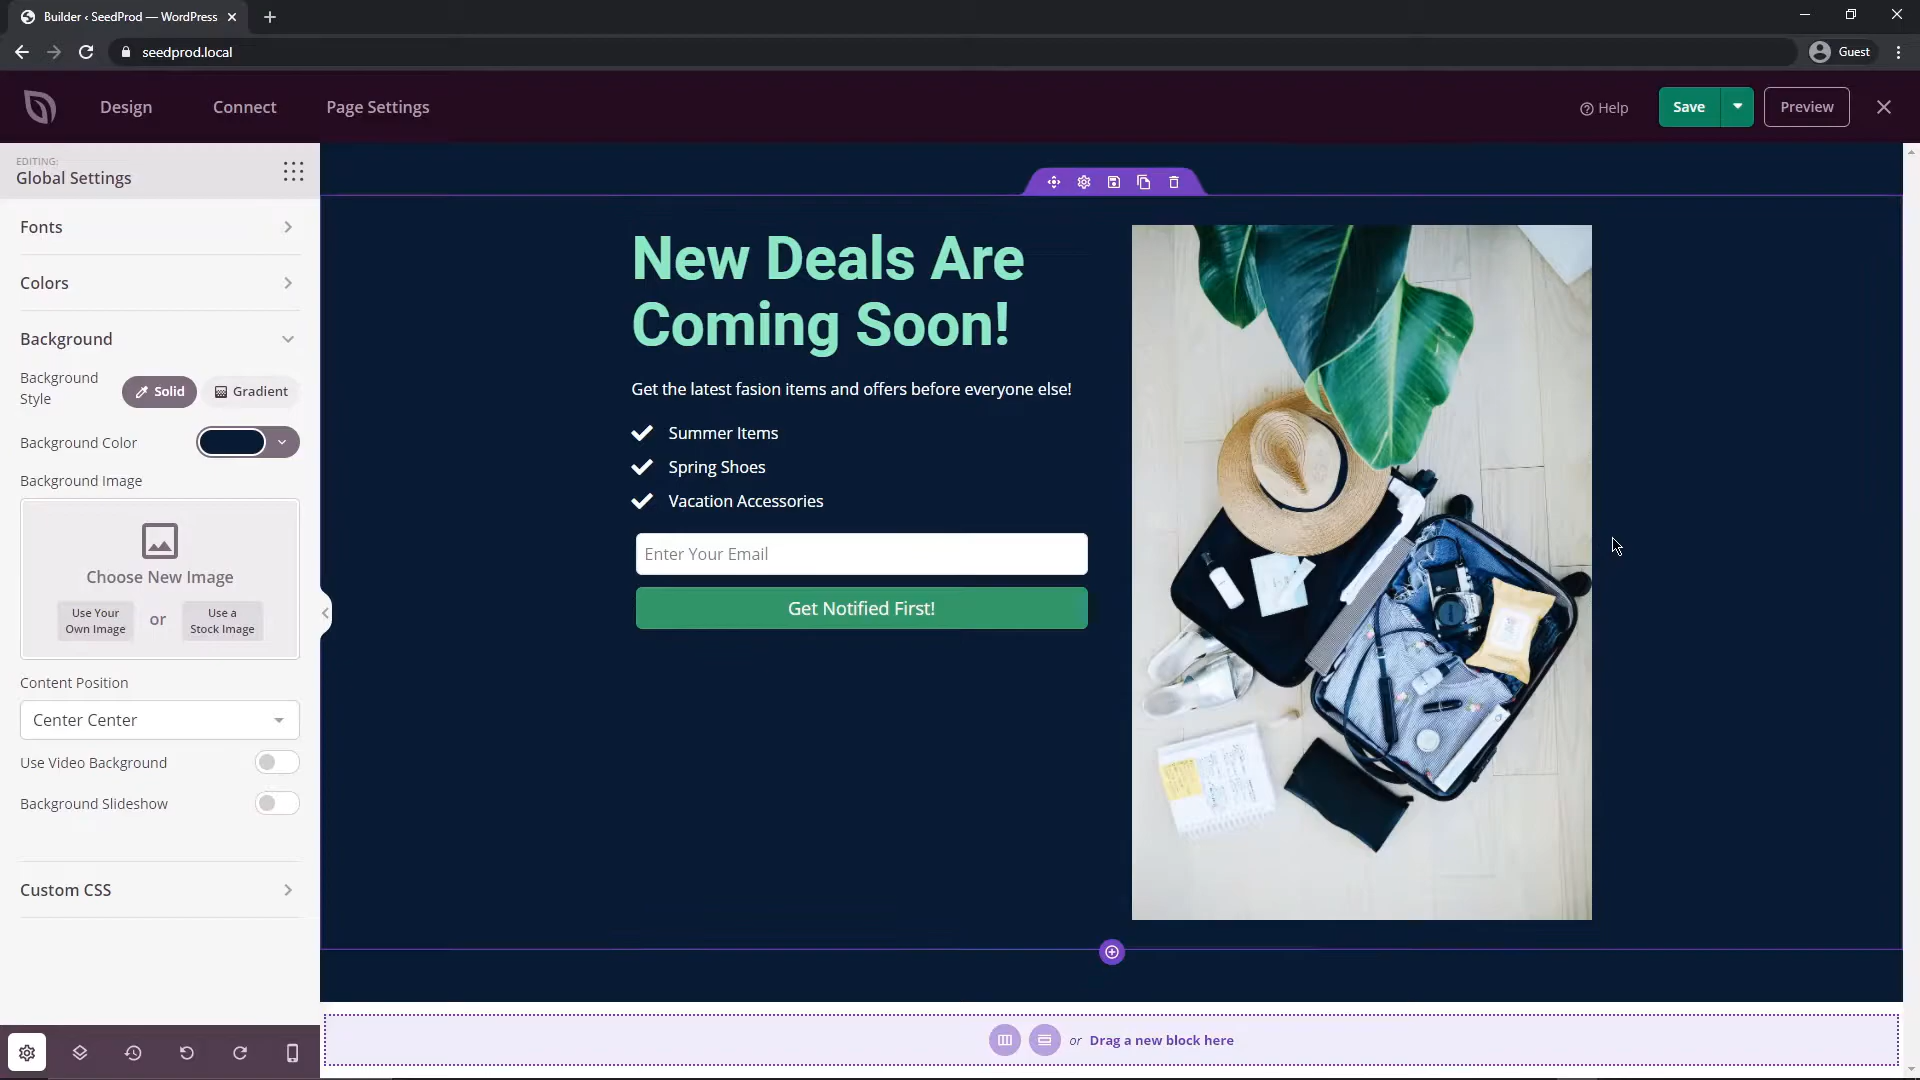 Builder ‹ SeedProd — WordPress
seedprod.local
Guest
Design
Connect
Page Settings
Help
Save
Preview
EDITING:
Global Settings
Fonts
Colors
Background
Background
Style
Solid
Gradient
Background Color
Background Image
Choose New Image
Use Your
Own Image
or
Use a
Stock Image
Content Position
Center Center
Use Video Background
Background Slideshow
Custom CSS
New Deals Are
Coming Soon!
Get the latest fasion items and offers before everyone else!
Summer Items
Spring Shoes
Vacation Accessories
Enter Your Email
Get Notified First!
or Drag a new block here